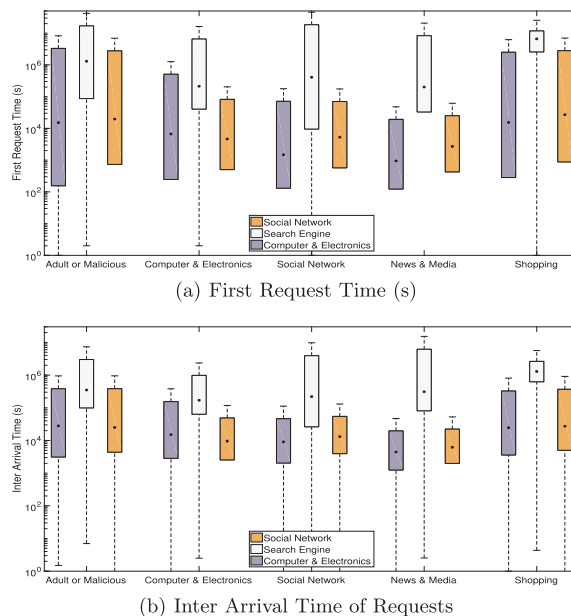 First Request Time (s)
10^6
10^4
10^2
10^0
Social Network
Search Engine
Computer & Electronics
Adult or Malicious Computer & Electronics Social Network News & Media Shopping
(a) First Request Time (s)
Inter Arrival Time (s)
10^6
10^4
10^2
10^0
Social Network
Search Engine
Computer & Electronics
Adult or Malicious Computer & Electronics Social Network News & Media Shopping
(b) Inter Arrival Time of Requests